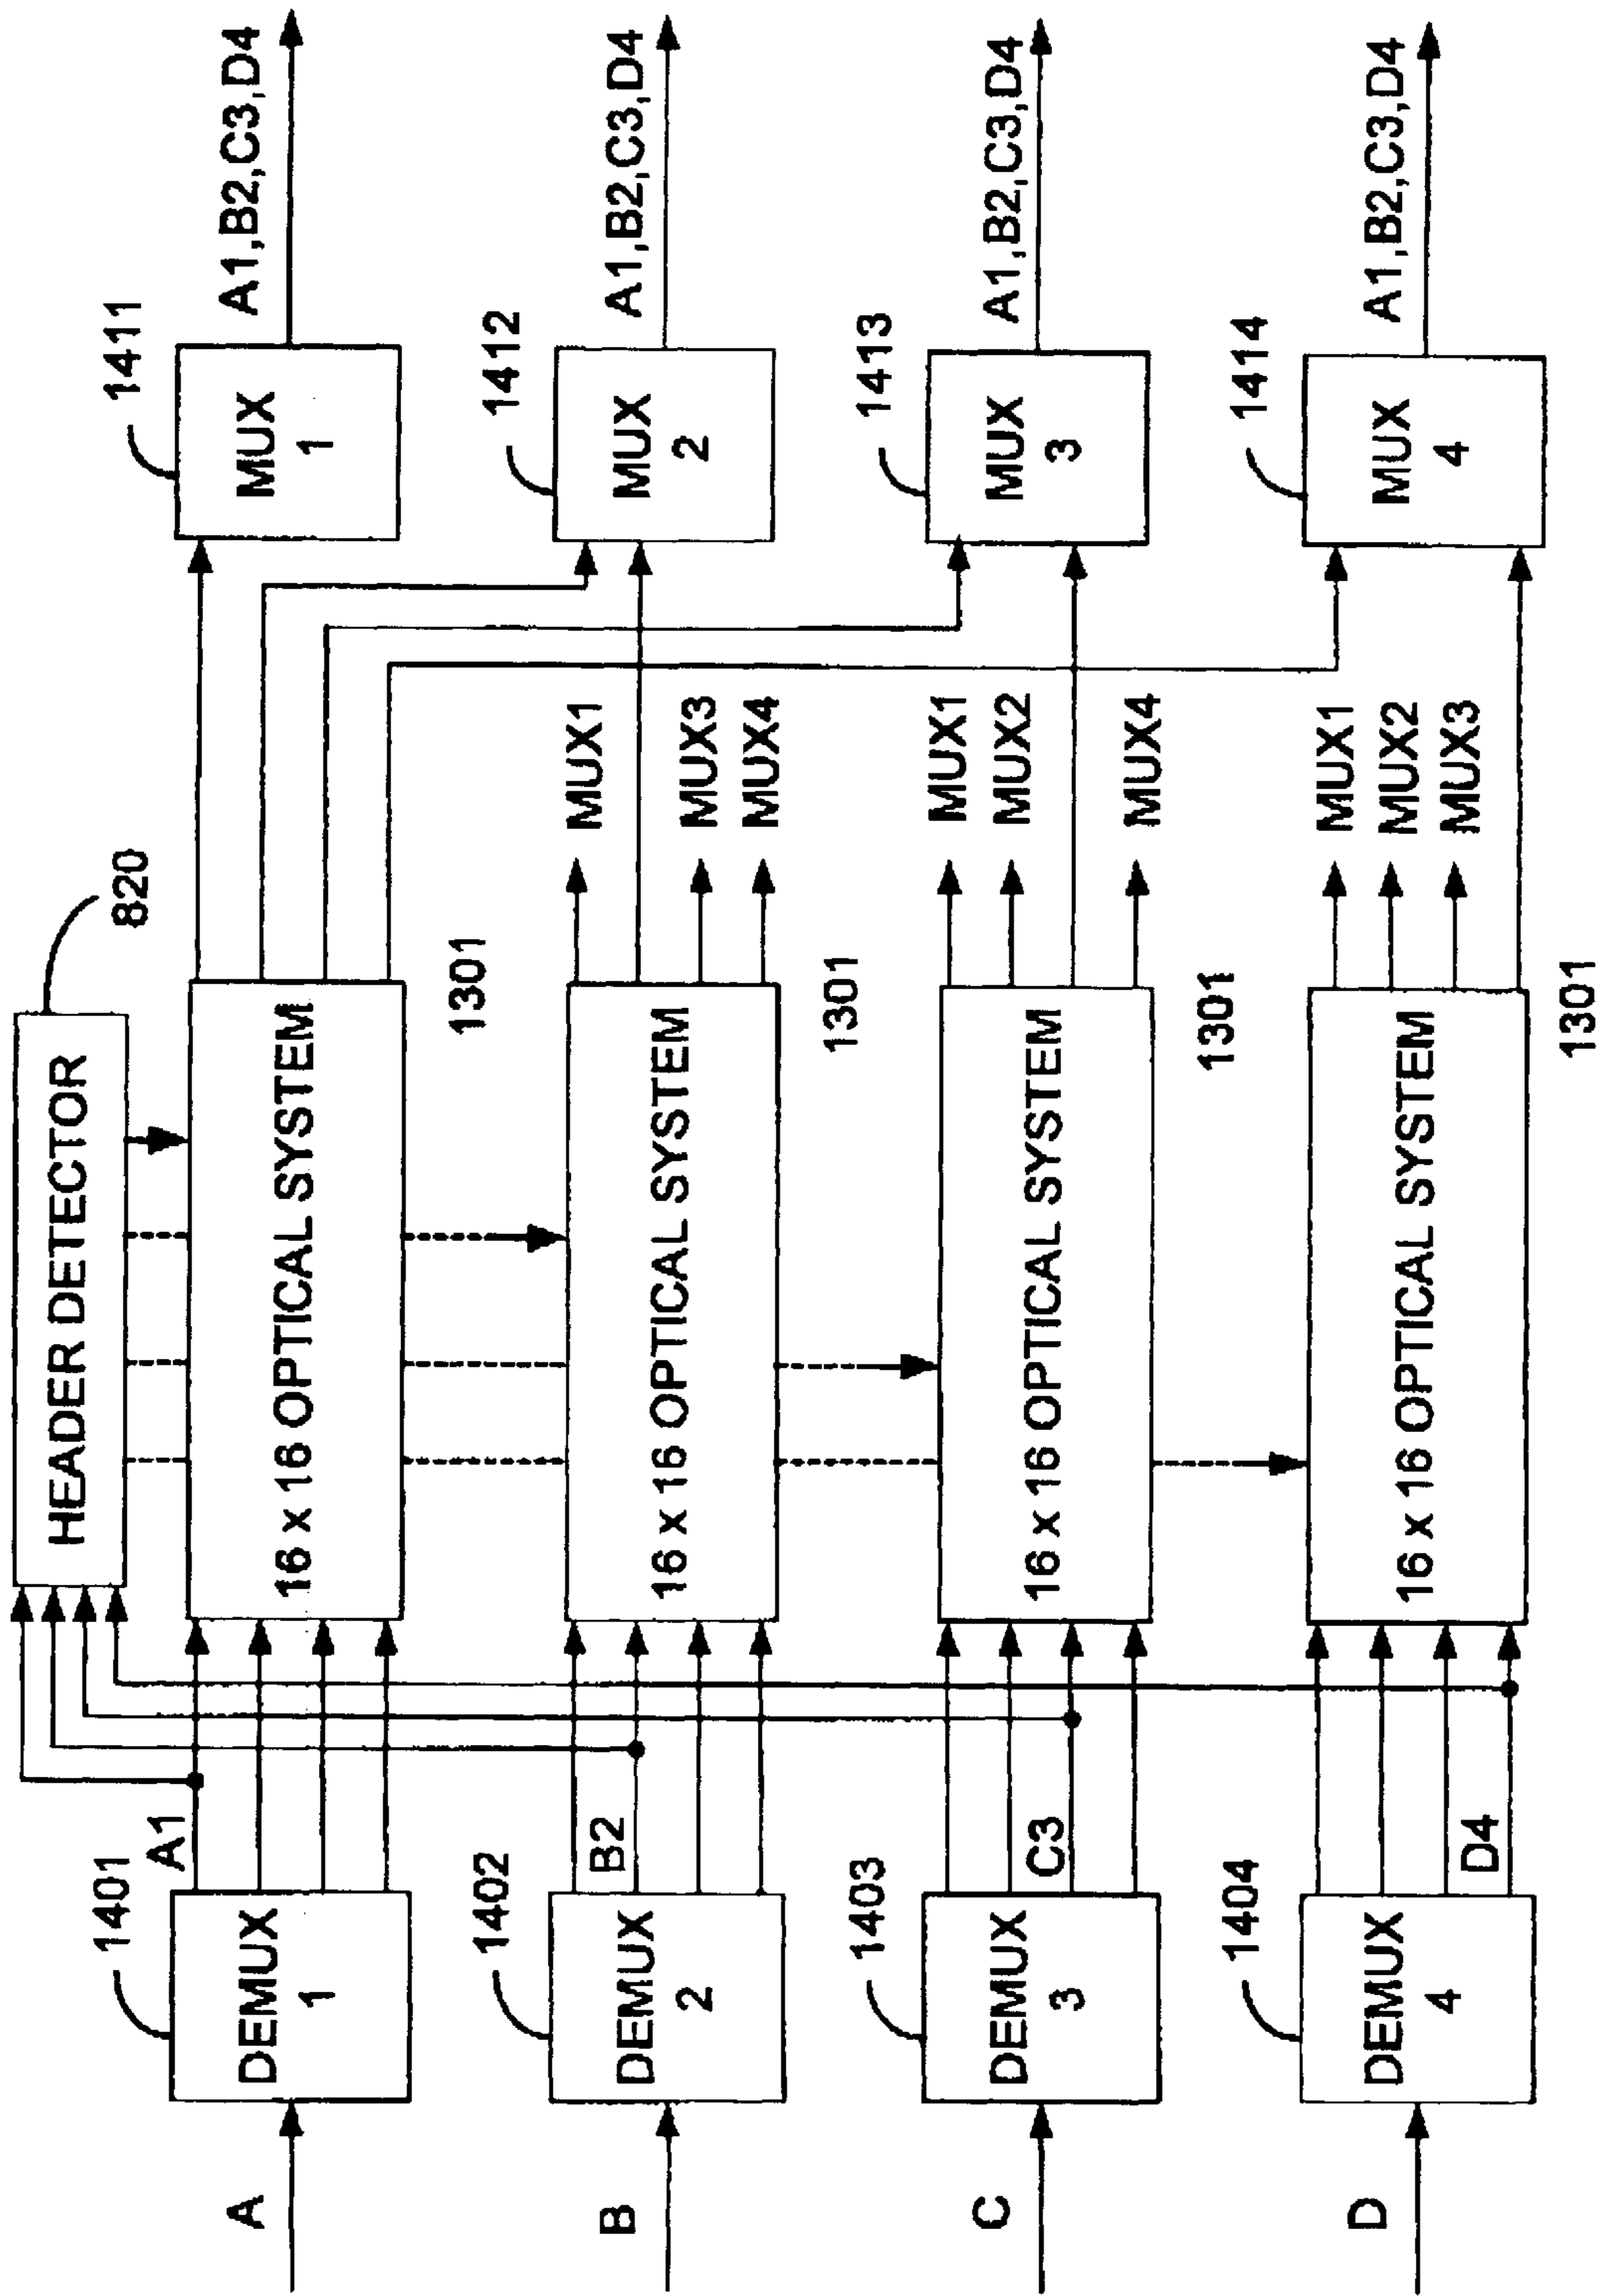 HEADER DETECTOR
820
A
1401
DEMUX
1
A1
16 x 16 OPTICAL SYSTEM
1301
1411
MUX
1
A1,B2,C3,D4
B
1402
DEMUX
2
B2
16 x 16 OPTICAL SYSTEM
1301
MUX1
MUX3
MUX4
1412
MUX
2
A1,B2,C3,D4
C
1403
DEMUX
3
C3
16 x 16 OPTICAL SYSTEM
1301
MUX1
MUX2
MUX4
1413
MUX
3
A1,B2,C3,D4
D
1404
DEMUX
4
D4
16 x 16 OPTICAL SYSTEM
1301
MUX1
MUX2
MUX3
1414
MUX
4
A1,B2,C3,D4